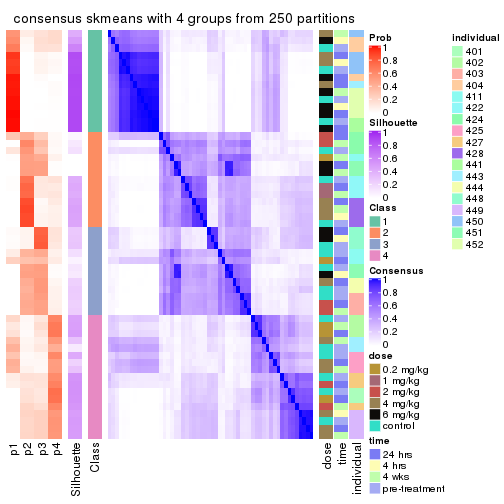 consensus skmeans with 4 groups from 250 partitions
p1
p2
p3
p4
Silhouette
Class
dose
time
individual
Prob
1
0.8
0.6
0.4
0.2
0
Silhouette
1
0.8
0.6
0.4
0.2
0
Class
1
2
3
4
Consensus
1
0.8
0.6
0.4
0.2
0
dose
0.2 mg/kg
1 mg/kg
2 mg/kg
4 mg/kg
6 mg/kg
control
time
24 hrs
4 hrs
4 wks
pre-treatment
individual
401
402
403
404
411
422
424
425
427
428
441
443
444
448
449
450
451
452